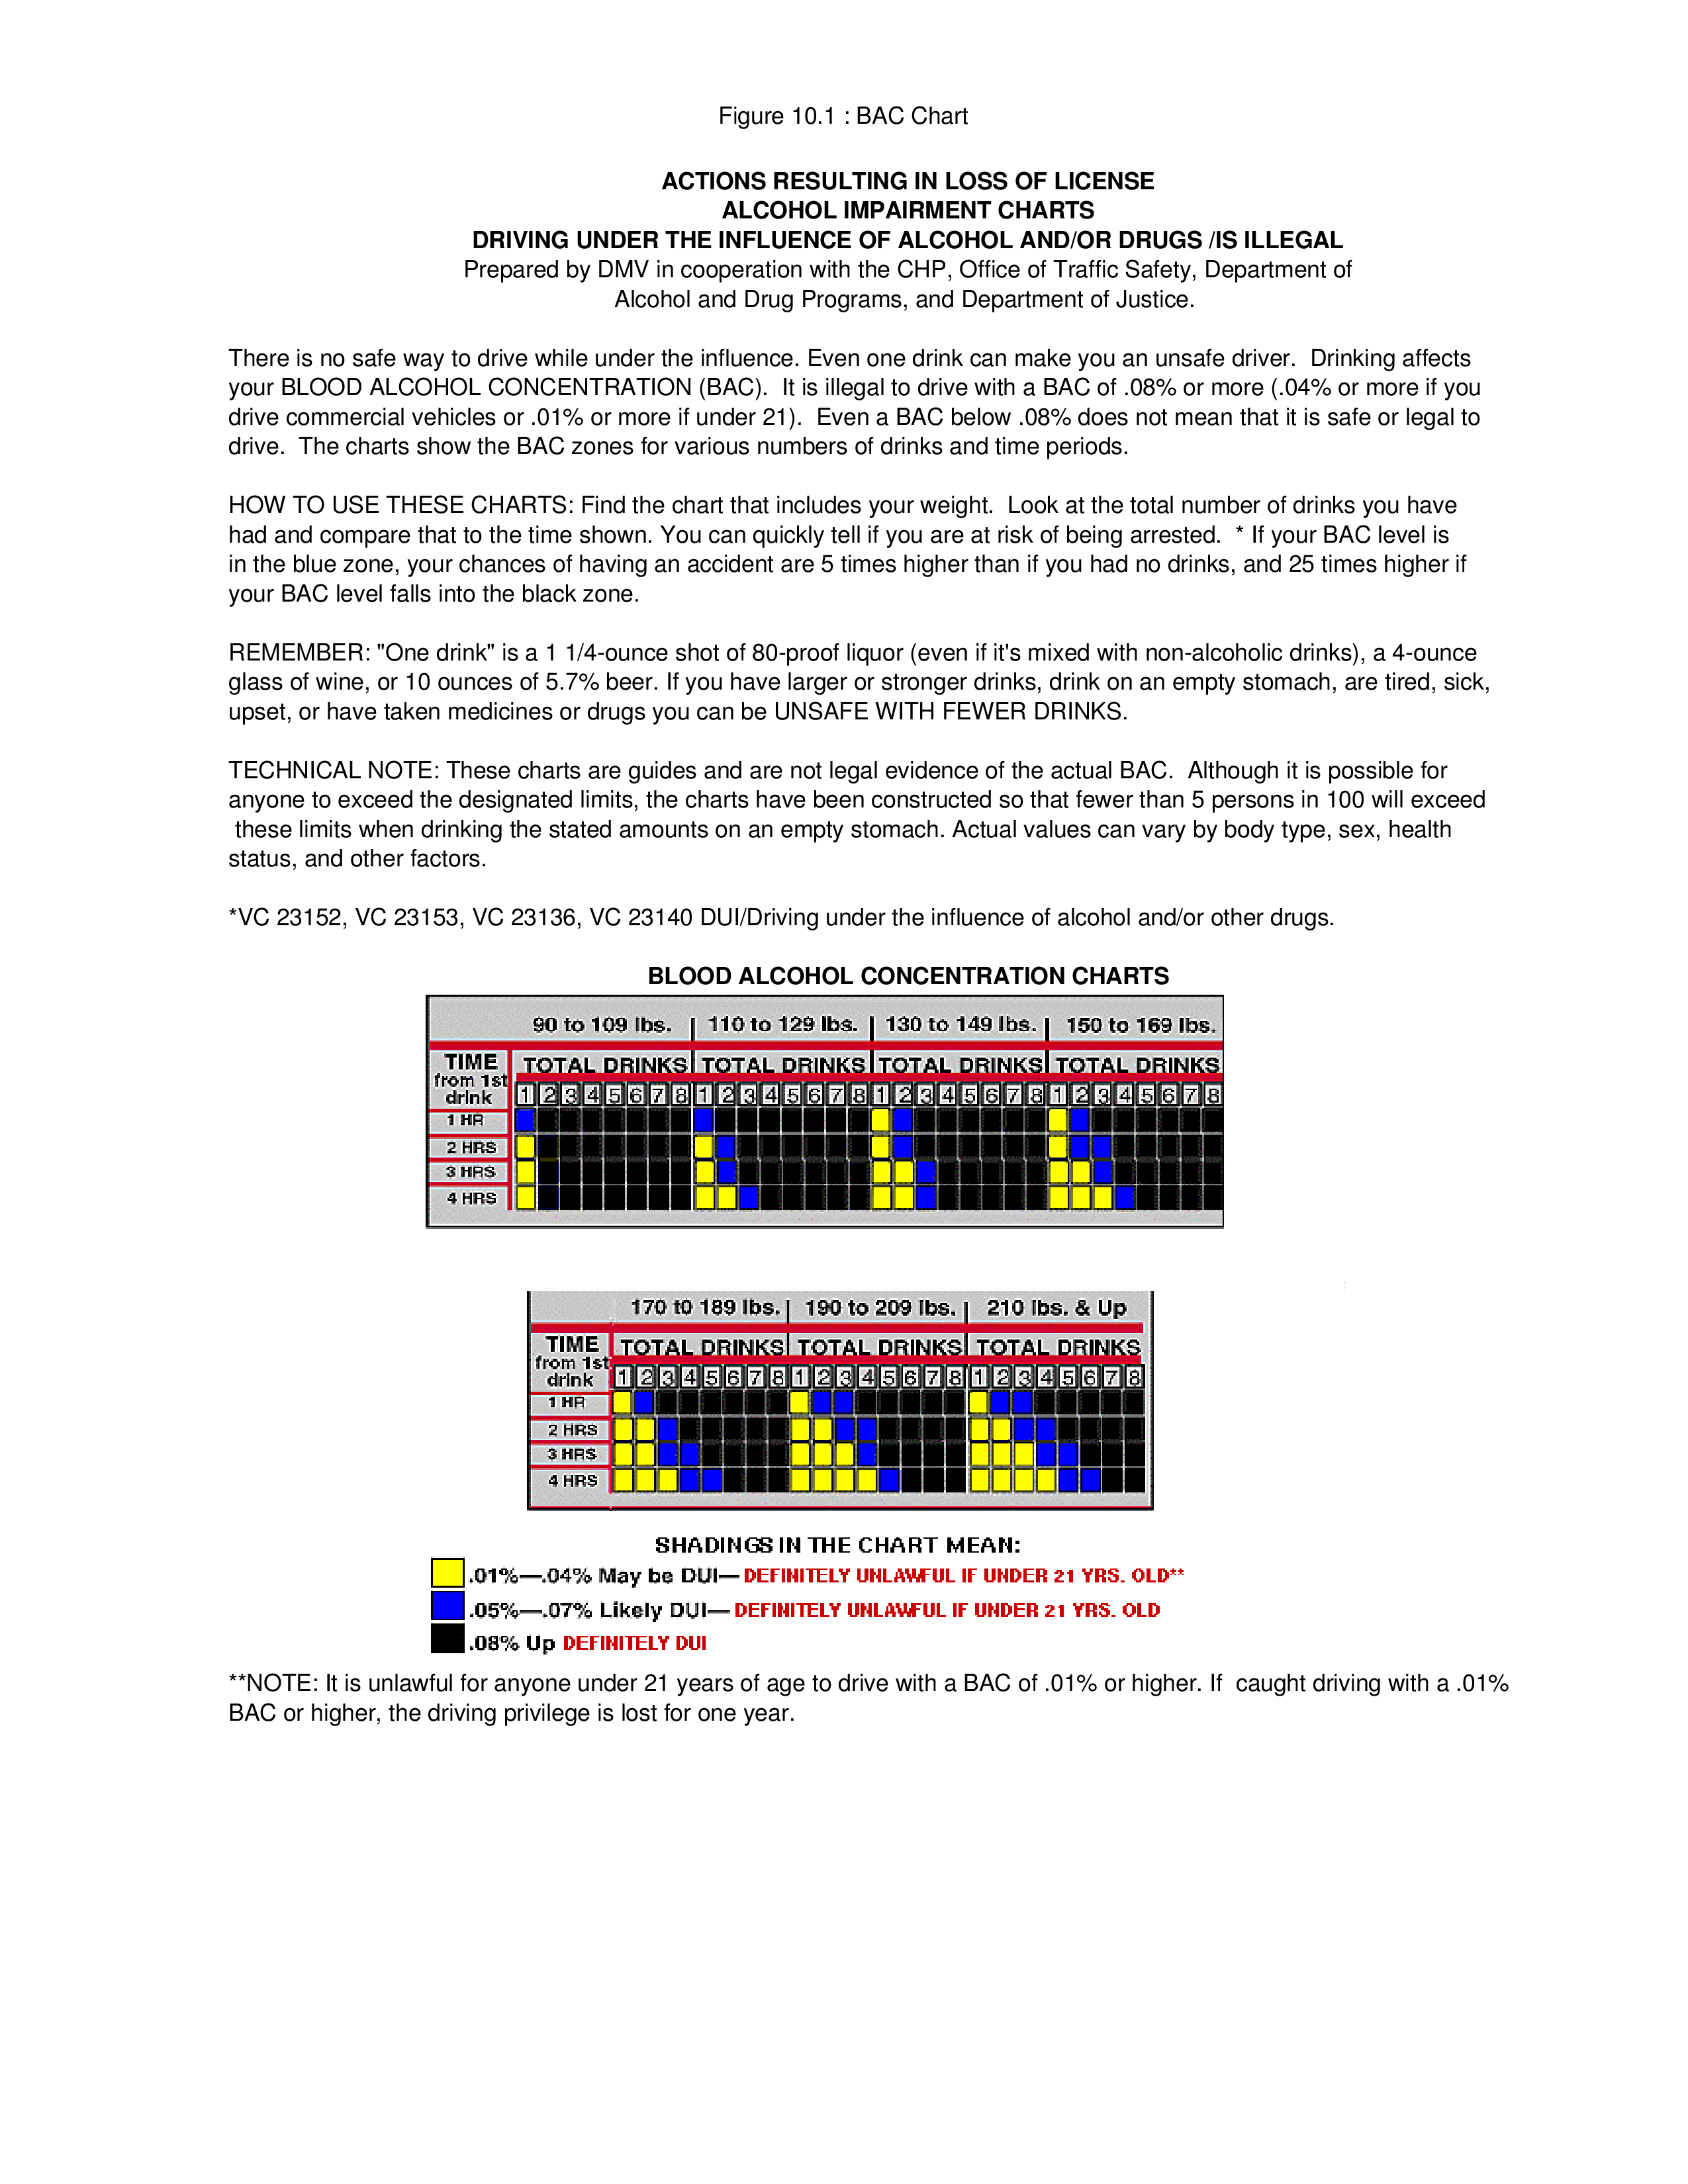 Figure 10.1 : BAC Chart
ACTIONS RESULTING IN LOSS OF LICENSE
ALCOHOL IMPAIRMENT CHARTS
DRIVING UNDER THE INFLUENCE OF ALCOHOL AND/OR DRUGS /IS ILLEGAL
Prepared by DMV in cooperation with the CHP, Office of Traffic Safety, Department of
Alcohol and Drug Programs, and Department of Justice.
There is no safe way to drive while under the influence. Even one drink can make you an unsafe driver. Drinking affects
your BLOOD ALCOHOL CONCENTRATION (BAC). It is illegal to drive with a BAC of .08% or more (.04% or more if you
drive commercial vehicles or .01% or more if under 21). Even a BAC below .08% does not mean that it is safe or legal to
drive. The charts show the BAC zones for various numbers of drinks and time periods.
HOW TO USE THESE CHARTS: Find the chart that includes your weight. Look at the total number of drinks you have
had and compare that to the time shown. You can quickly tell if you are at risk of being arrested. * If your BAC level is
in the blue zone, your chances of having an accident are 5 times higher than if you had no drinks, and 25 times higher if
your BAC level falls into the black zone.
REMEMBER: "One drink" is a 1 1/4-ounce shot of 80-proof liquor (even if it's mixed with non-alcoholic drinks), a 4-ounce
glass of wine, or 10 ounces of 5.7% beer. If you have larger or stronger drinks, drink on an empty stomach, are tired, sick,
upset, or have taken medicines or drugs you can be UNSAFE WITH FEWER DRINKS.
TECHNICAL NOTE: These charts are guides and are not legal evidence of the actual BAC. Although it is possible for
anyone to exceed the designated limits, the charts have been constructed so that fewer than 5 persons in 100 will exceed
these limits when drinking the stated amounts on an empty stomach. Actual values can vary by body type, sex, health
status, and other factors.
*VC 23152, VC 23153, VC 23136, VC 23140 DUI/Driving under the influence of alcohol and/or other drugs.
BLOOD ALCOHOL CONCENTRATION CHARTS
90 to 109 lbs. 110 to 129 lbs. 130 to 149 lbs. 150 to 169 lbs.
TIME TOTAL DRINKS TOTAL DRINKS TOTAL DRINKS TOTAL DRINKS
from 1st
drink 1 2 3 4 5 6 7 8 1 2 3 4 5 6 7 8 1 2 3 4 5 6 7 8 1 2 3 4 5 6 7 8
1 HR
2 HRS
3 HRS
4 HRS
170 t0 189 lbs. 190 to 209 lbs. 210 lbs. & Up
TIME TOTAL DRINKS TOTAL DRINKS TOTAL DRINKS
from 1st
drink 1 2 3 4 5 6 7 8 1 2 3 4 5 6 7 8 1 2 3 4 5 6 7 8
1 HR
2 HRS
3 HRS
4 HRS
SHADINGS IN THE CHART MEAN:
.01%—.04% May be DUI— DEFINITELY UNLAWFUL IF UNDER 21 YRS. OLD**
.05%—.07% Likely DUI— DEFINITELY UNLAWFUL IF UNDER 21 YRS. OLD
.08% Up DEFINITELY DUI
**NOTE: It is unlawful for anyone under 21 years of age to drive with a BAC of .01% or higher. If caught driving with a .01%
BAC or higher, the driving privilege is lost for one year.